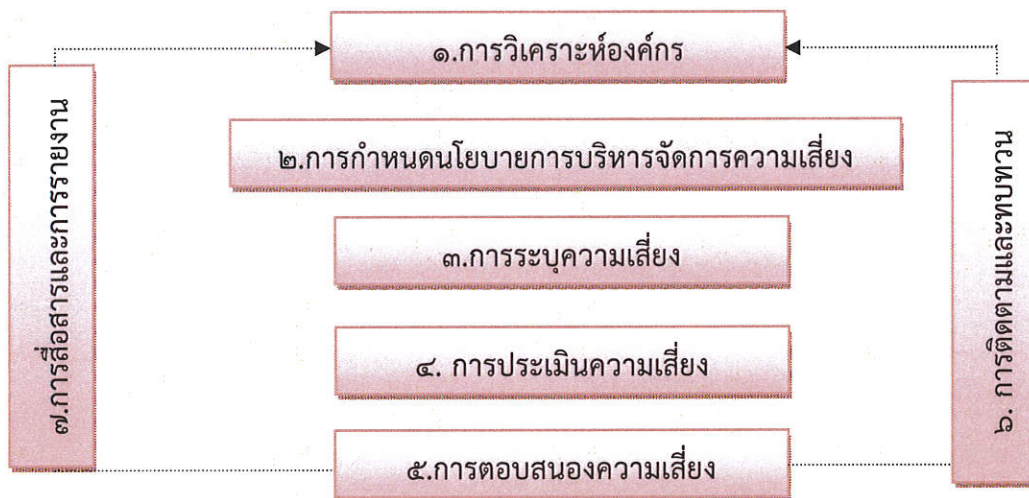 ๑.การวิเคราะห์องค์กร
๒.การกำหนดนโยบายการบริหารจัดการความเสี่ยง
๓.การระบุความเสี่ยง
๔. การประเมินความเสี่ยง
๕.การตอบสนองความเสี่ยง
๖. การติดตามและทบทวน
๗.การสื่อสารและการรายงาน